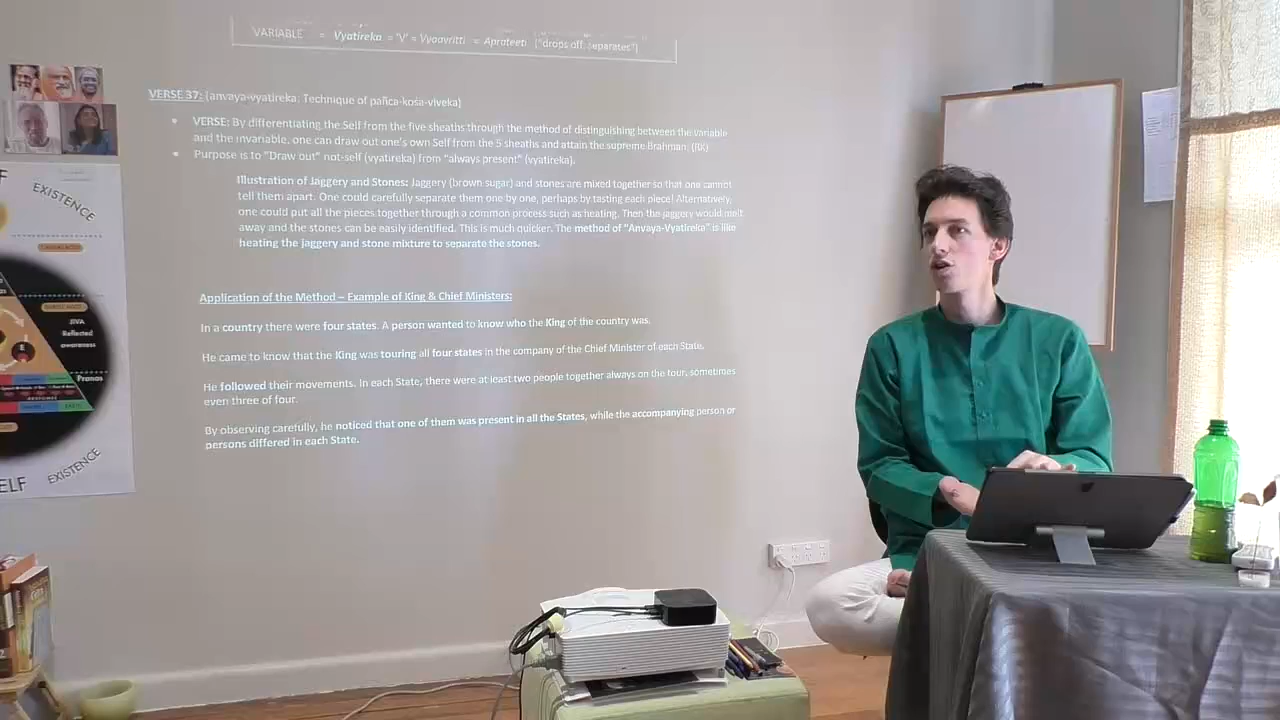 VARIABLE = Vyatireka = 'V' = Vyaavritti = Aprateeti ("drops off; separates")
VERSE 37: (anvaya-vyatireka: Technique of pañca-kośa-viveka)
• VERSE: By differentiating the Self from the five sheaths through the method of distinguishing between the variable
and the invariable, one can draw out one's own Self from the 5 sheaths and attain the supreme Brahman. (RK)
• Purpose is to "Draw out" not-self (vyatireka) from "always present" (vyatireka).
Illustration of Jaggery and Stones: Jaggery (brown sugar) and stones are mixed together so that one cannot
tell them apart. One could carefully separate them one by one, perhaps by tasting each piece! Alternatively,
one could put all the pieces together through a common process such as heating. Then the jaggery would melt
away and the stones can be easily identified. This is much quicker. The method of "Anvaya-Vyatireka" is like
heating the jaggery and stone mixture to separate the stones.
Application of the Method – Example of King & Chief Ministers:
In a country there were four states. A person wanted to know who the King of the country was.
He came to know that the King was touring all four states in the company of the Chief Minister of each State.
He followed their movements. In each State, there were at least two people together always on the tour, sometimes
even three of four.
By observing carefully, he noticed that one of them was present in all the States, while the accompanying person or
persons differed in each State.
EXISTENCE
JIVA
Reflected
awareness
Pranas
EXISTENCE
ELF